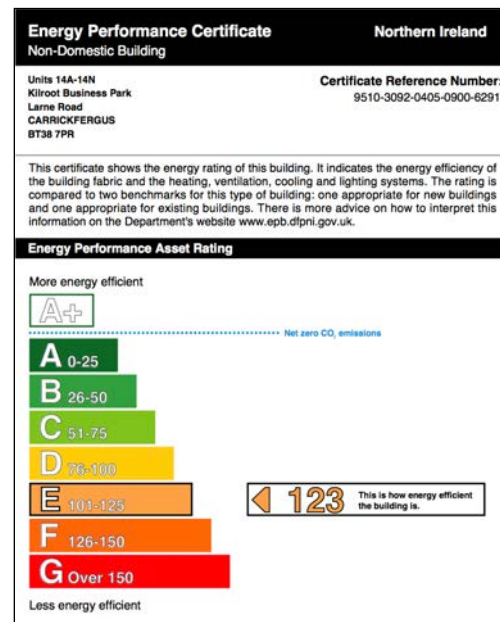 Energy Performance Certificate Northern Ireland
Non-Domestic Building
Units 14A-14N
Kilroot Business Park
Larne Road
CARRICKFERGUS
BT38 7PR
Certificate Reference Number:
9510-3092-0405-0900-6291
This certificate shows the energy rating of this building. It indicates the energy efficiency of
the building fabric and the heating, ventilation, cooling and lighting systems. The rating is
compared to two benchmarks for this type of building: one appropriate for new buildings
and one appropriate for existing buildings. There is more advice on how to interpret this
information on the Department's website www.epb.dfpni.gov.uk.
Energy Performance Asset Rating
More energy efficient
A+
Net zero CO₂ emissions
A 0-25
B 26-50
C 51-75
D 76-100
E 101-125
123 This is how energy efficient
the building is.
F 126-150
G Over 150
Less energy efficient